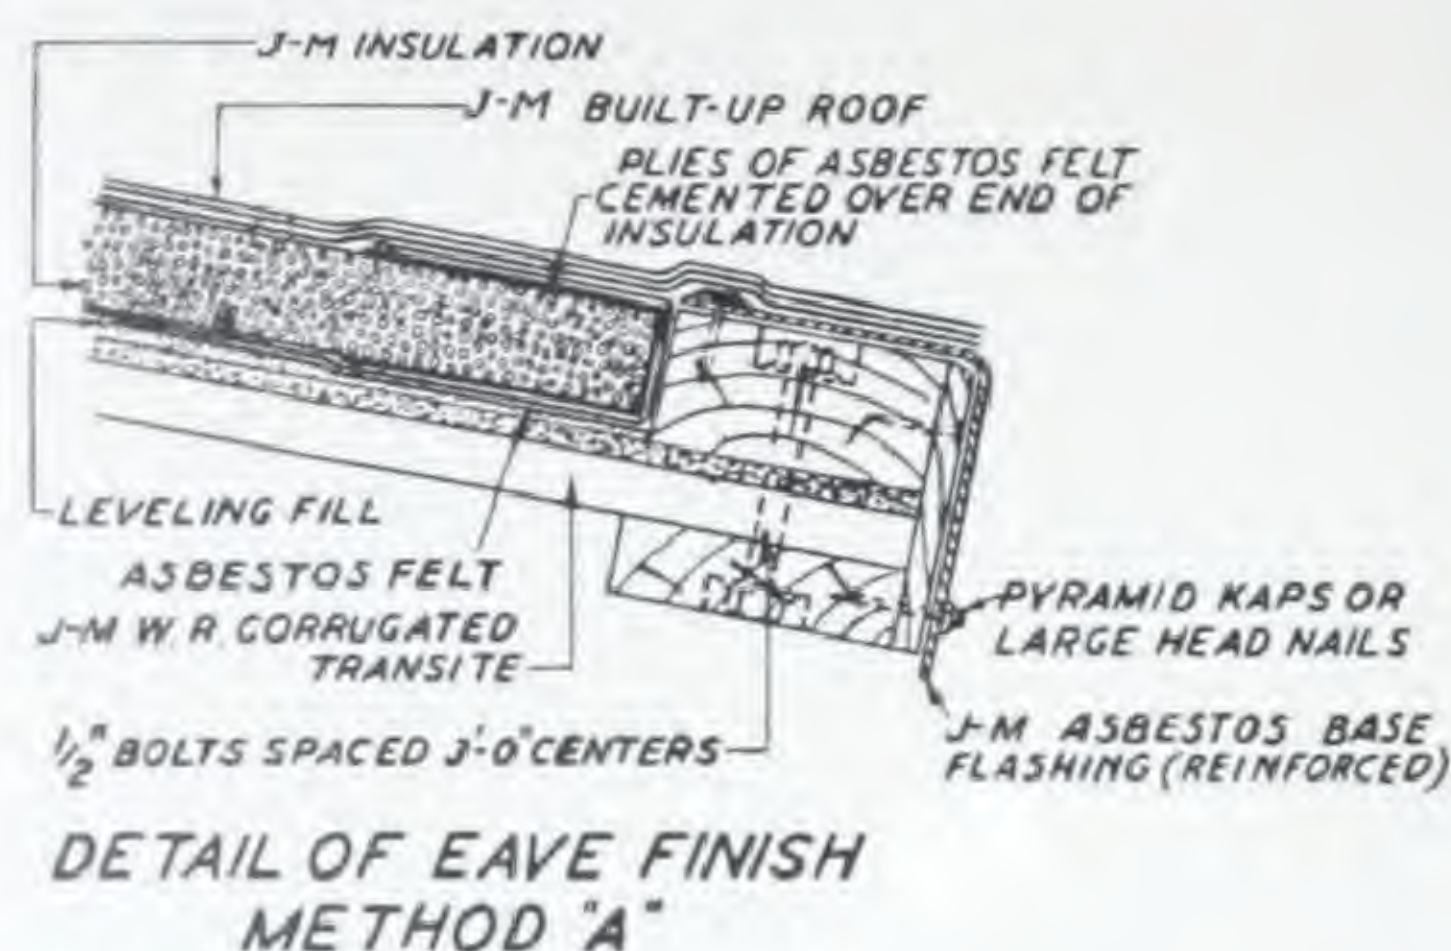 J-M INSULATION
J-M BUILT-UP ROOF
PLIES OF ASBESTOS FELT
CEMENTED OVER END OF
INSULATION
LEVELING FILL
ASBESTOS FELT
J-M W.R. CORRUGATED
TRANSITE
1/2" BOLTS SPACED 3'-0" CENTERS
PYRAMID KAPS OR
LARGE HEAD NAILS
J-M ASBESTOS BASE
FLASHING (REINFORCED)
DETAIL OF EAVE FINISH
METHOD "A"